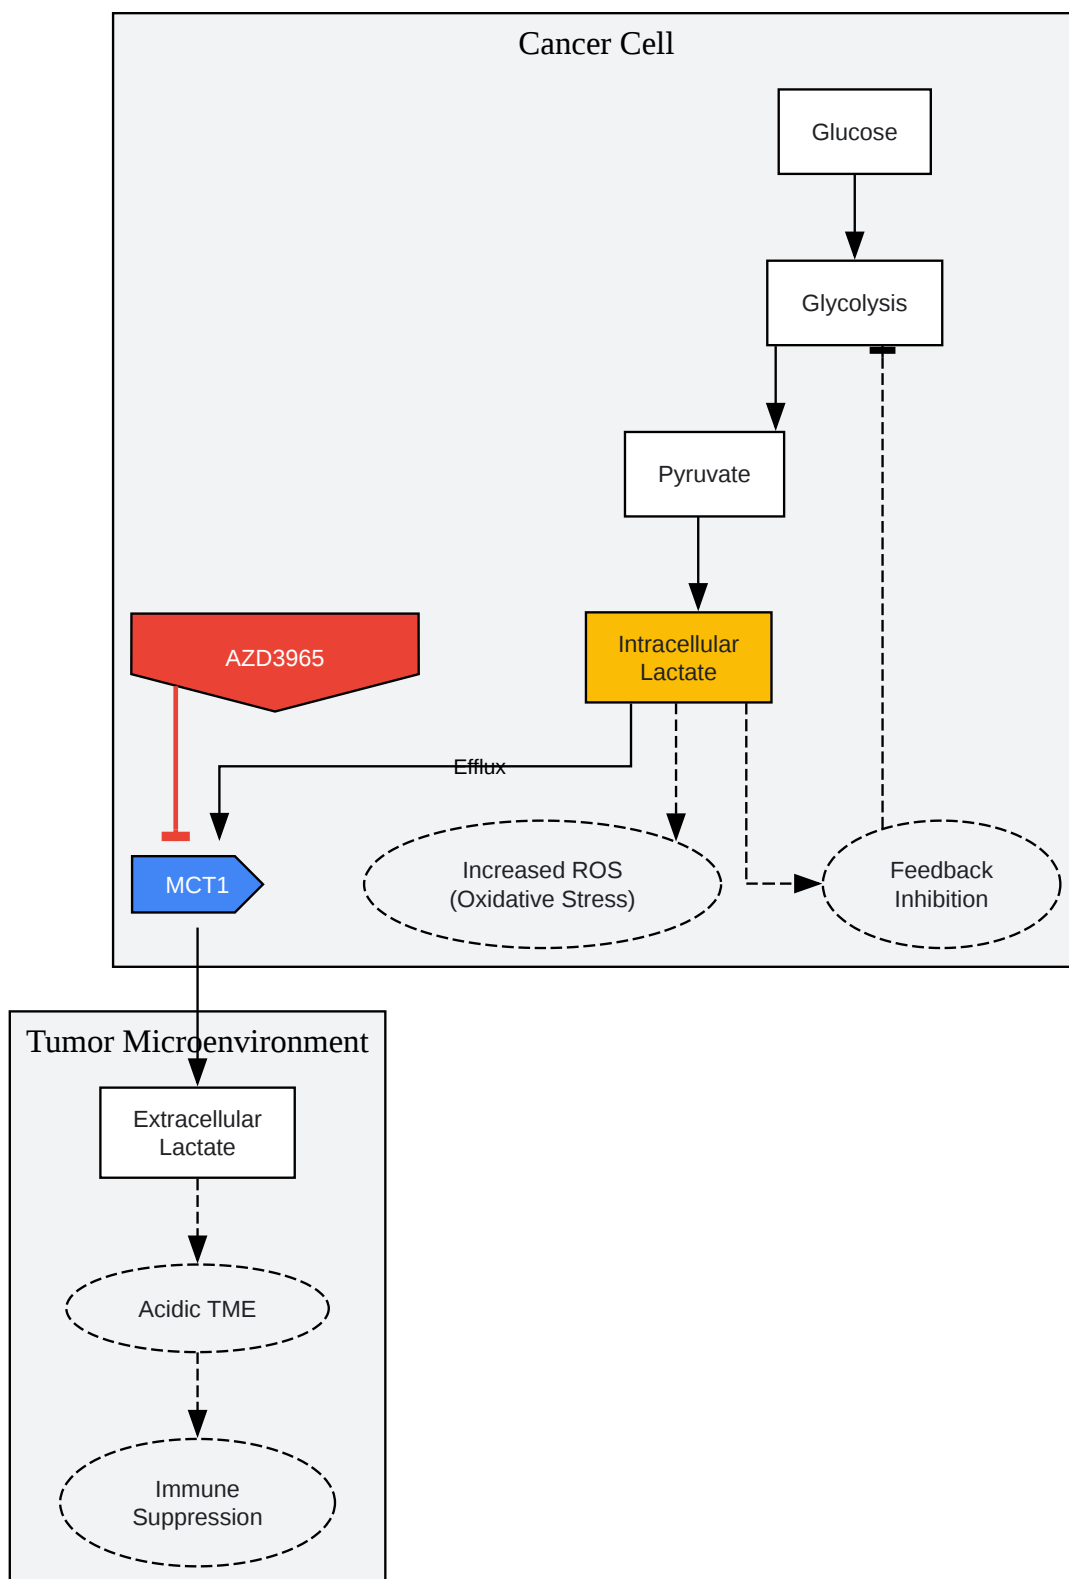 Cancer Cell
Glucose
Glycolysis
Pyruvate
Intracellular
Lactate
AZD3965
Efflux
MCT1
Increased ROS
(Oxidative Stress)
Feedback
Inhibition
Tumor Microenvironment
Extracellular
Lactate
Acidic TME
Immune
Suppression